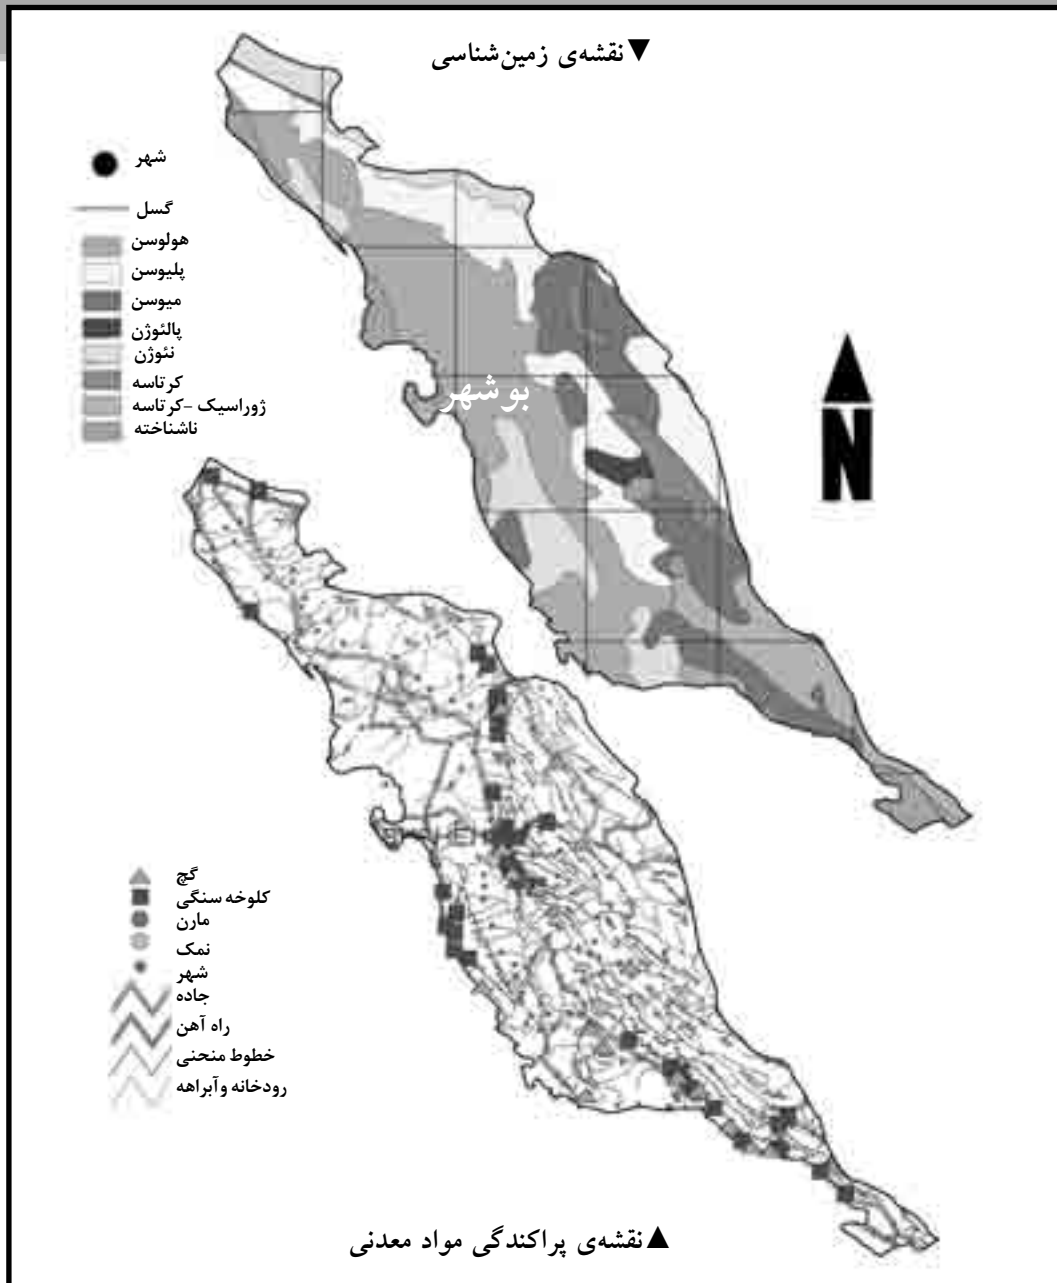 ▼نقشه‌ی زمین‌شناسی
شهر
گسل
هولوسن
پلیوسن
میوسن
پالئوژن
نئوژن
کرتاسه
ژوراسیک -کرتاسه
ناشناخته
بوشهر
N
گچ
کلوخه سنگی
مارن
نمک
شهر
جاده
راه آهن
خطوط منحنی
رودخانه وآبراهه
▲نقشه‌ی پراکندگی مواد معدنی